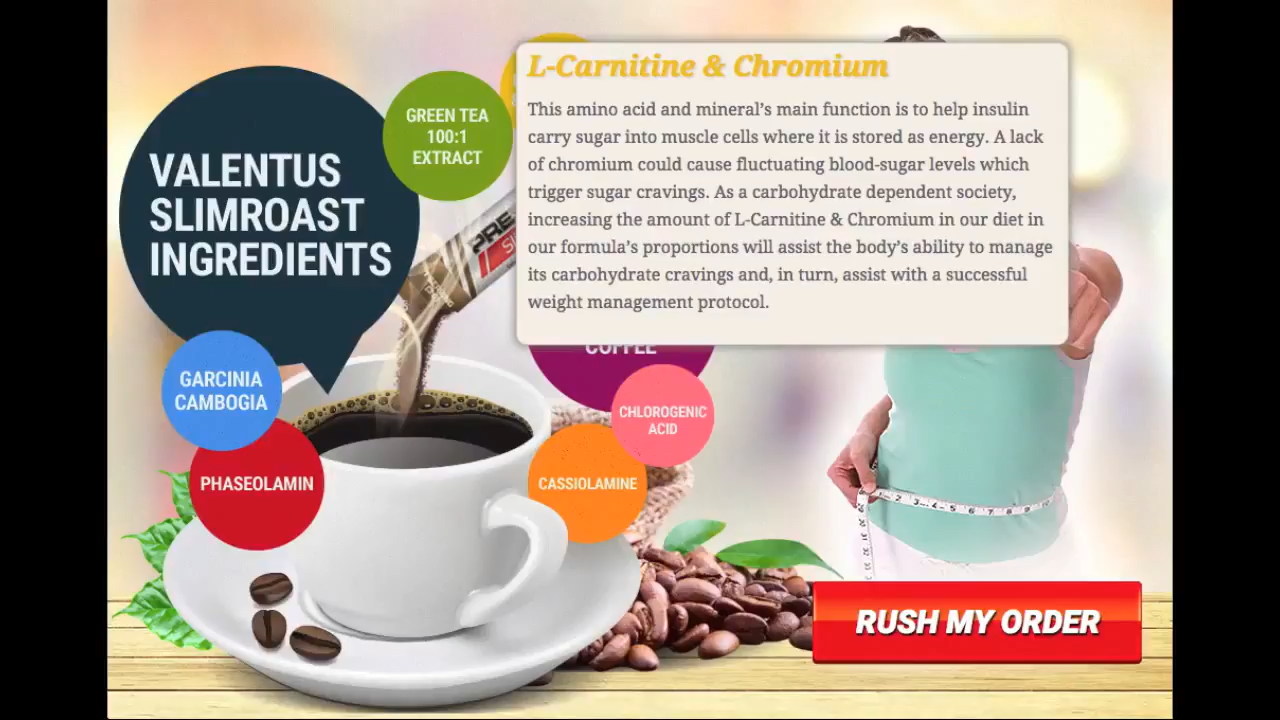 VALENTUS
SLIMROAST
INGREDIENTS
GREEN TEA
100:1
EXTRACT
L-Carnitine & Chromium
This amino acid and mineral's main function is to help insulin
carry sugar into muscle cells where it is stored as energy. A lack
of chromium could cause fluctuating blood-sugar levels which
trigger sugar cravings. As a carbohydrate dependent society,
increasing the amount of L-Carnitine & Chromium in our diet in
our formula's proportions will assist the body's ability to manage
its carbohydrate cravings and, in turn, assist with a successful
weight management protocol.
PRE
COFFEE
GARCINIA
CAMBOGIA
CHLOROGENIC
ACID
PHASEOLAMIN
CASSIOLAMINE
RUSH MY ORDER